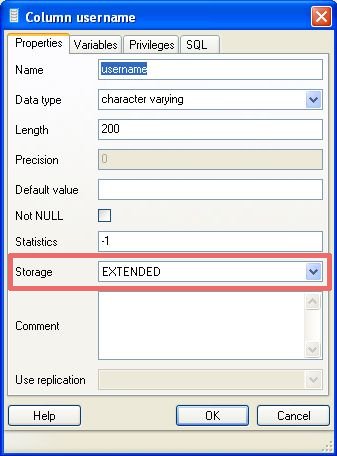 Column username
Properties Variables Privileges SQL
Name username
Data type character varying
Length 200
Precision 0
Default value
Not NULL
Statistics -1
Storage EXTENDED
Comment
Use replication
Help OK Cancel